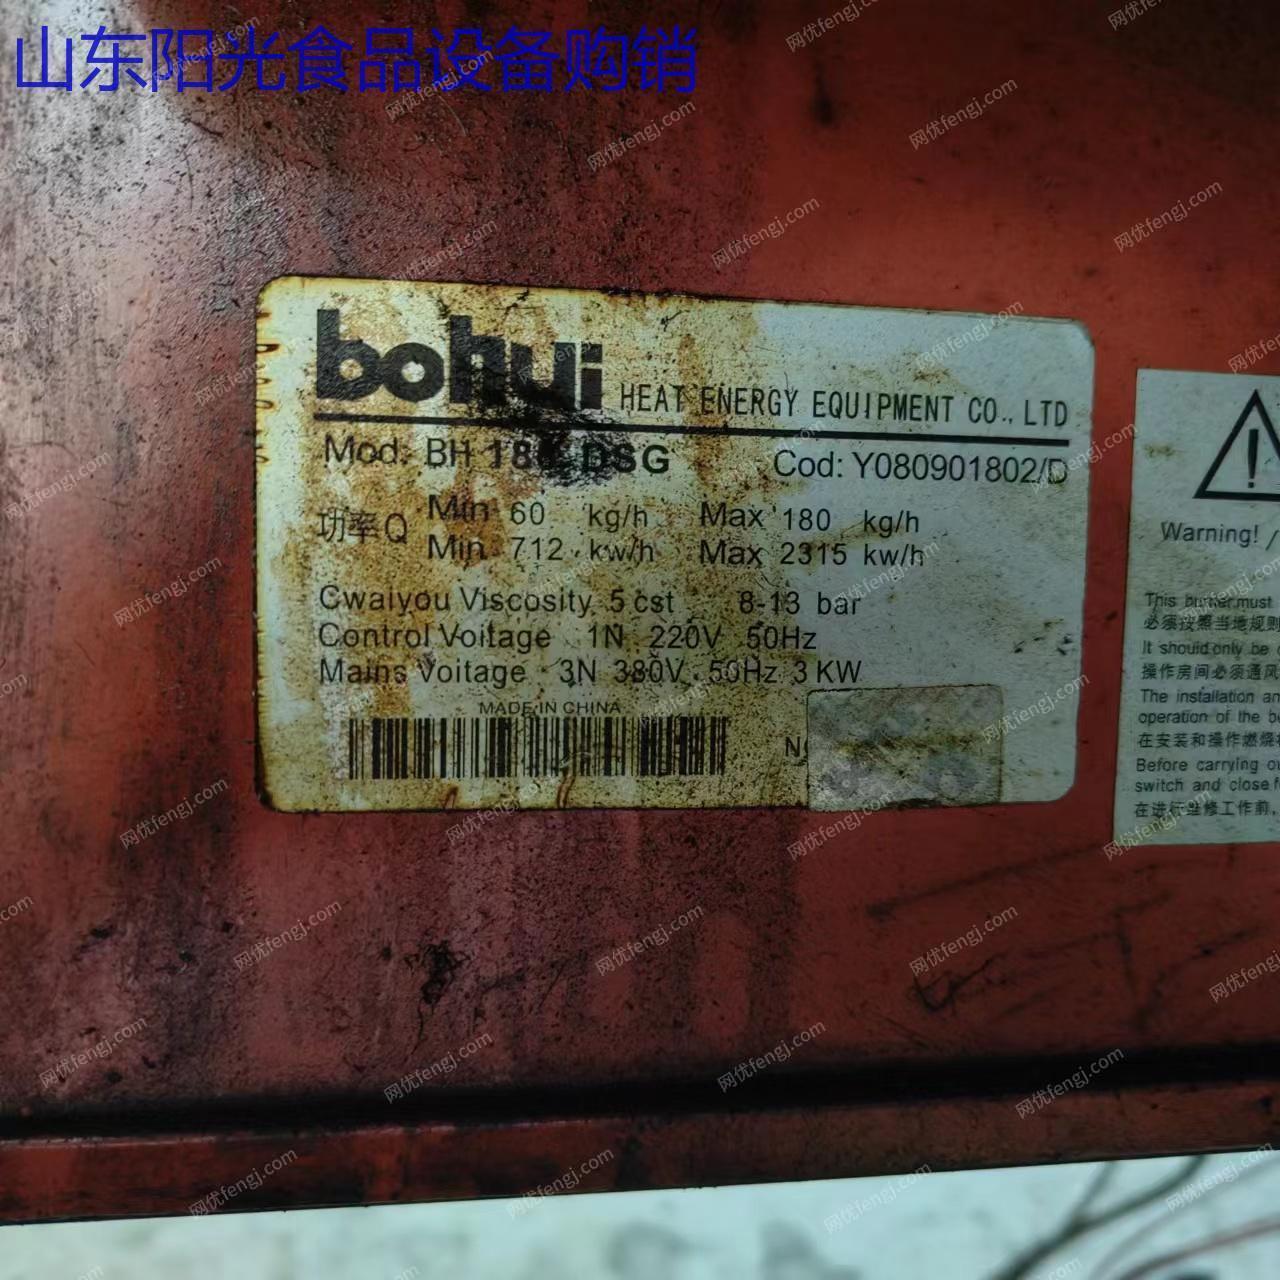 山东阳光食品设备购销
bohui HEAT ENERGY EQUIPMENT CO., LTD
Mod: BH DSG Cod: Y080901802/D
功率Q Min 60 kg/h Max 180 kg/h
Min 712 kw/h Max 2315 kw/h
Cwaiyou Viscosity 5 cst 8-13 bar
Control Voitage 1N 220V 50Hz
Mains Voitage 3N 380V 50Hz 3 KW
MADE IN CHINA
Warning! /
This burner must
必须按照当地规则
It should only be
操作房间必须通风
The installation an
operation of the
在安装和操作燃烧
Before carrying
switch and close
在进行维修工作前，
网优fengj.com